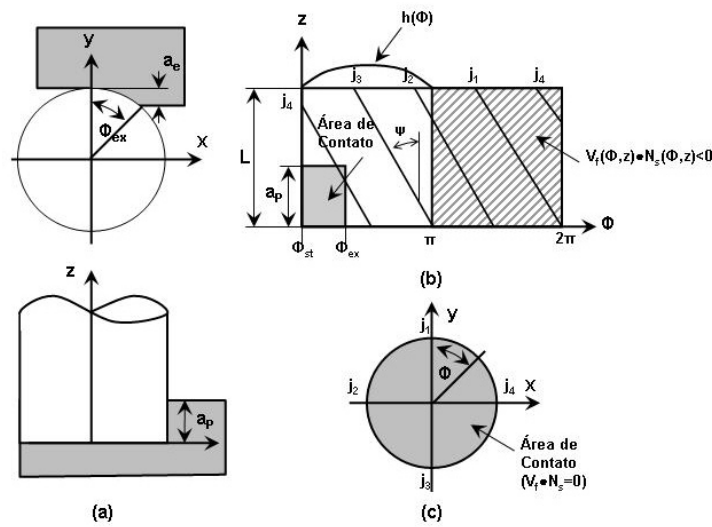 y
a_e
Φ_ex
x
z
a_p
(a)
z
h(Φ)
j_3
j_2
j_1
j_4
j_4
Área de
Contato
ψ
L
a_p
V_f(Φ,z)•N_s(Φ,z)<0
Φ_st
Φ_ex
π
2π
Φ
(b)
y
j_1
Φ
j_2
j_4
x
j_3
Área de
Contato
(V_f•N_s=0)
(c)